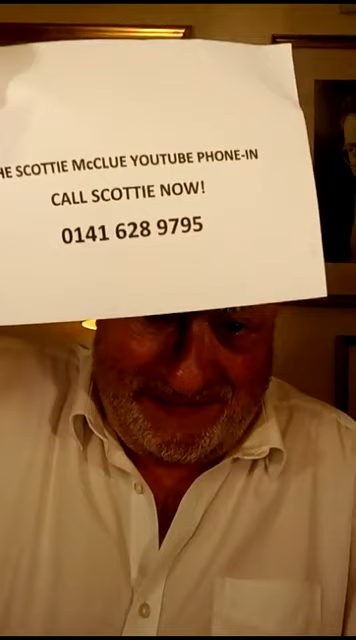 HE SCOTTIE McCLUE YOUTUBE PHONE-IN
CALL SCOTTIE NOW!
0141 628 9795